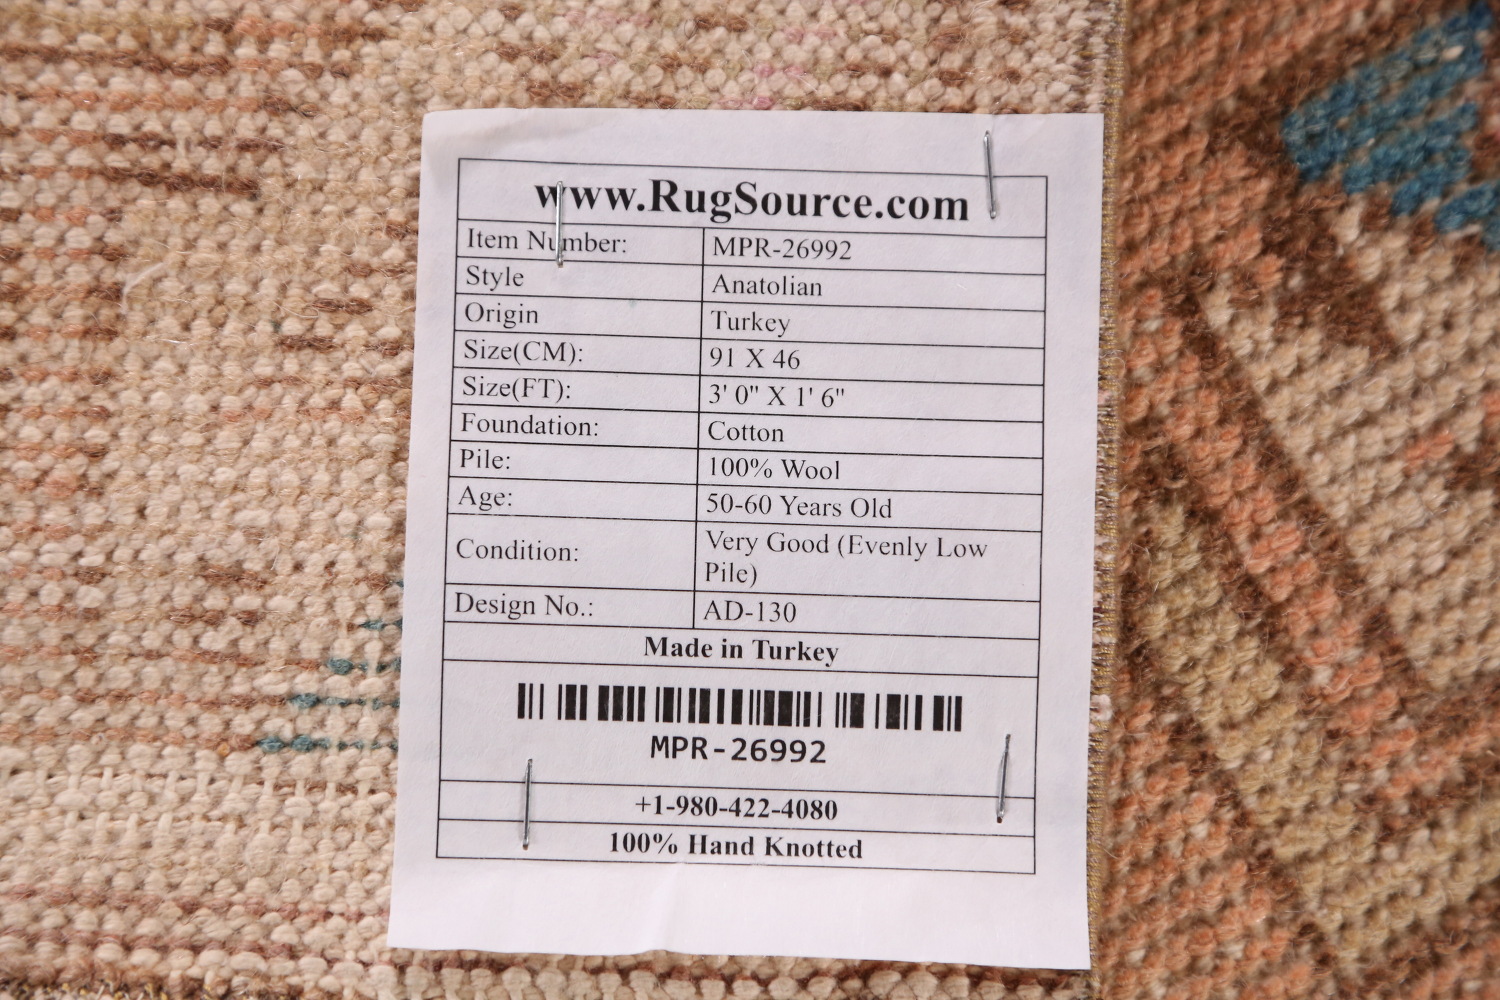 www.RugSource.com
Item Number: MPR-26992
Style Anatolian
Origin Turkey
Size(CM): 91 X 46
Size(FT): 3' 0" X 1' 6"
Foundation: Cotton
Pile: 100% Wool
Age: 50-60 Years Old
Condition: Very Good (Evenly Low
Pile)
Design No.: AD-130
Made in Turkey
MPR-26992
+1-980-422-4080
100% Hand Knotted